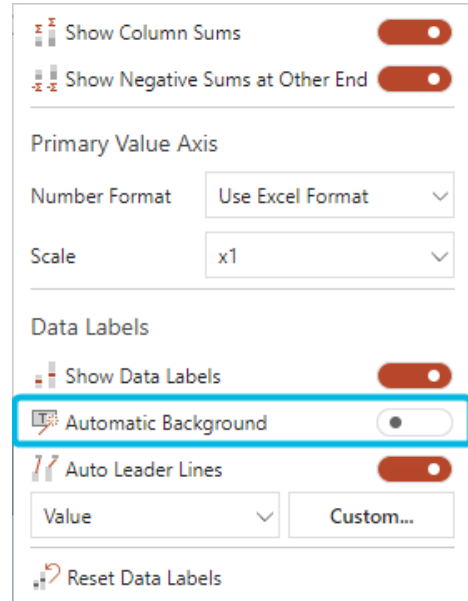 Show Column Sums
Show Negative Sums at Other End
Primary Value Axis
Number Format Use Excel Format
Scale x1
Data Labels
Show Data Labels
Automatic Background
Auto Leader Lines
Value Custom...
Reset Data Labels